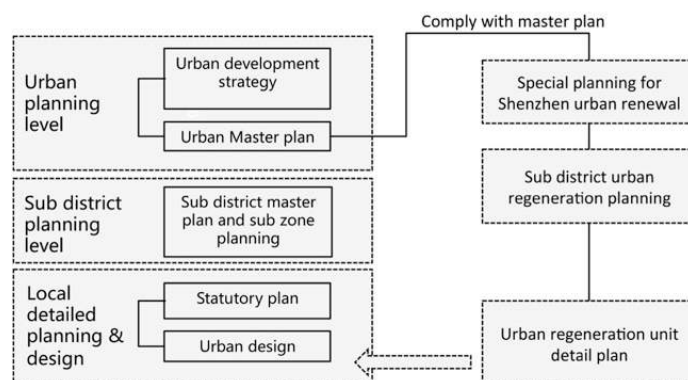 Comply with master plan
Urban
planning
level
Urban development
strategy
Urban Master plan
Special planning for
Shenzhen urban renewal
Sub district
planning
level
Sub district master
plan and sub zone
planning
Sub district urban
regeneration planning
Local
detailed
planning &
design
Statutory plan
Urban design
Urban regeneration unit
detail plan